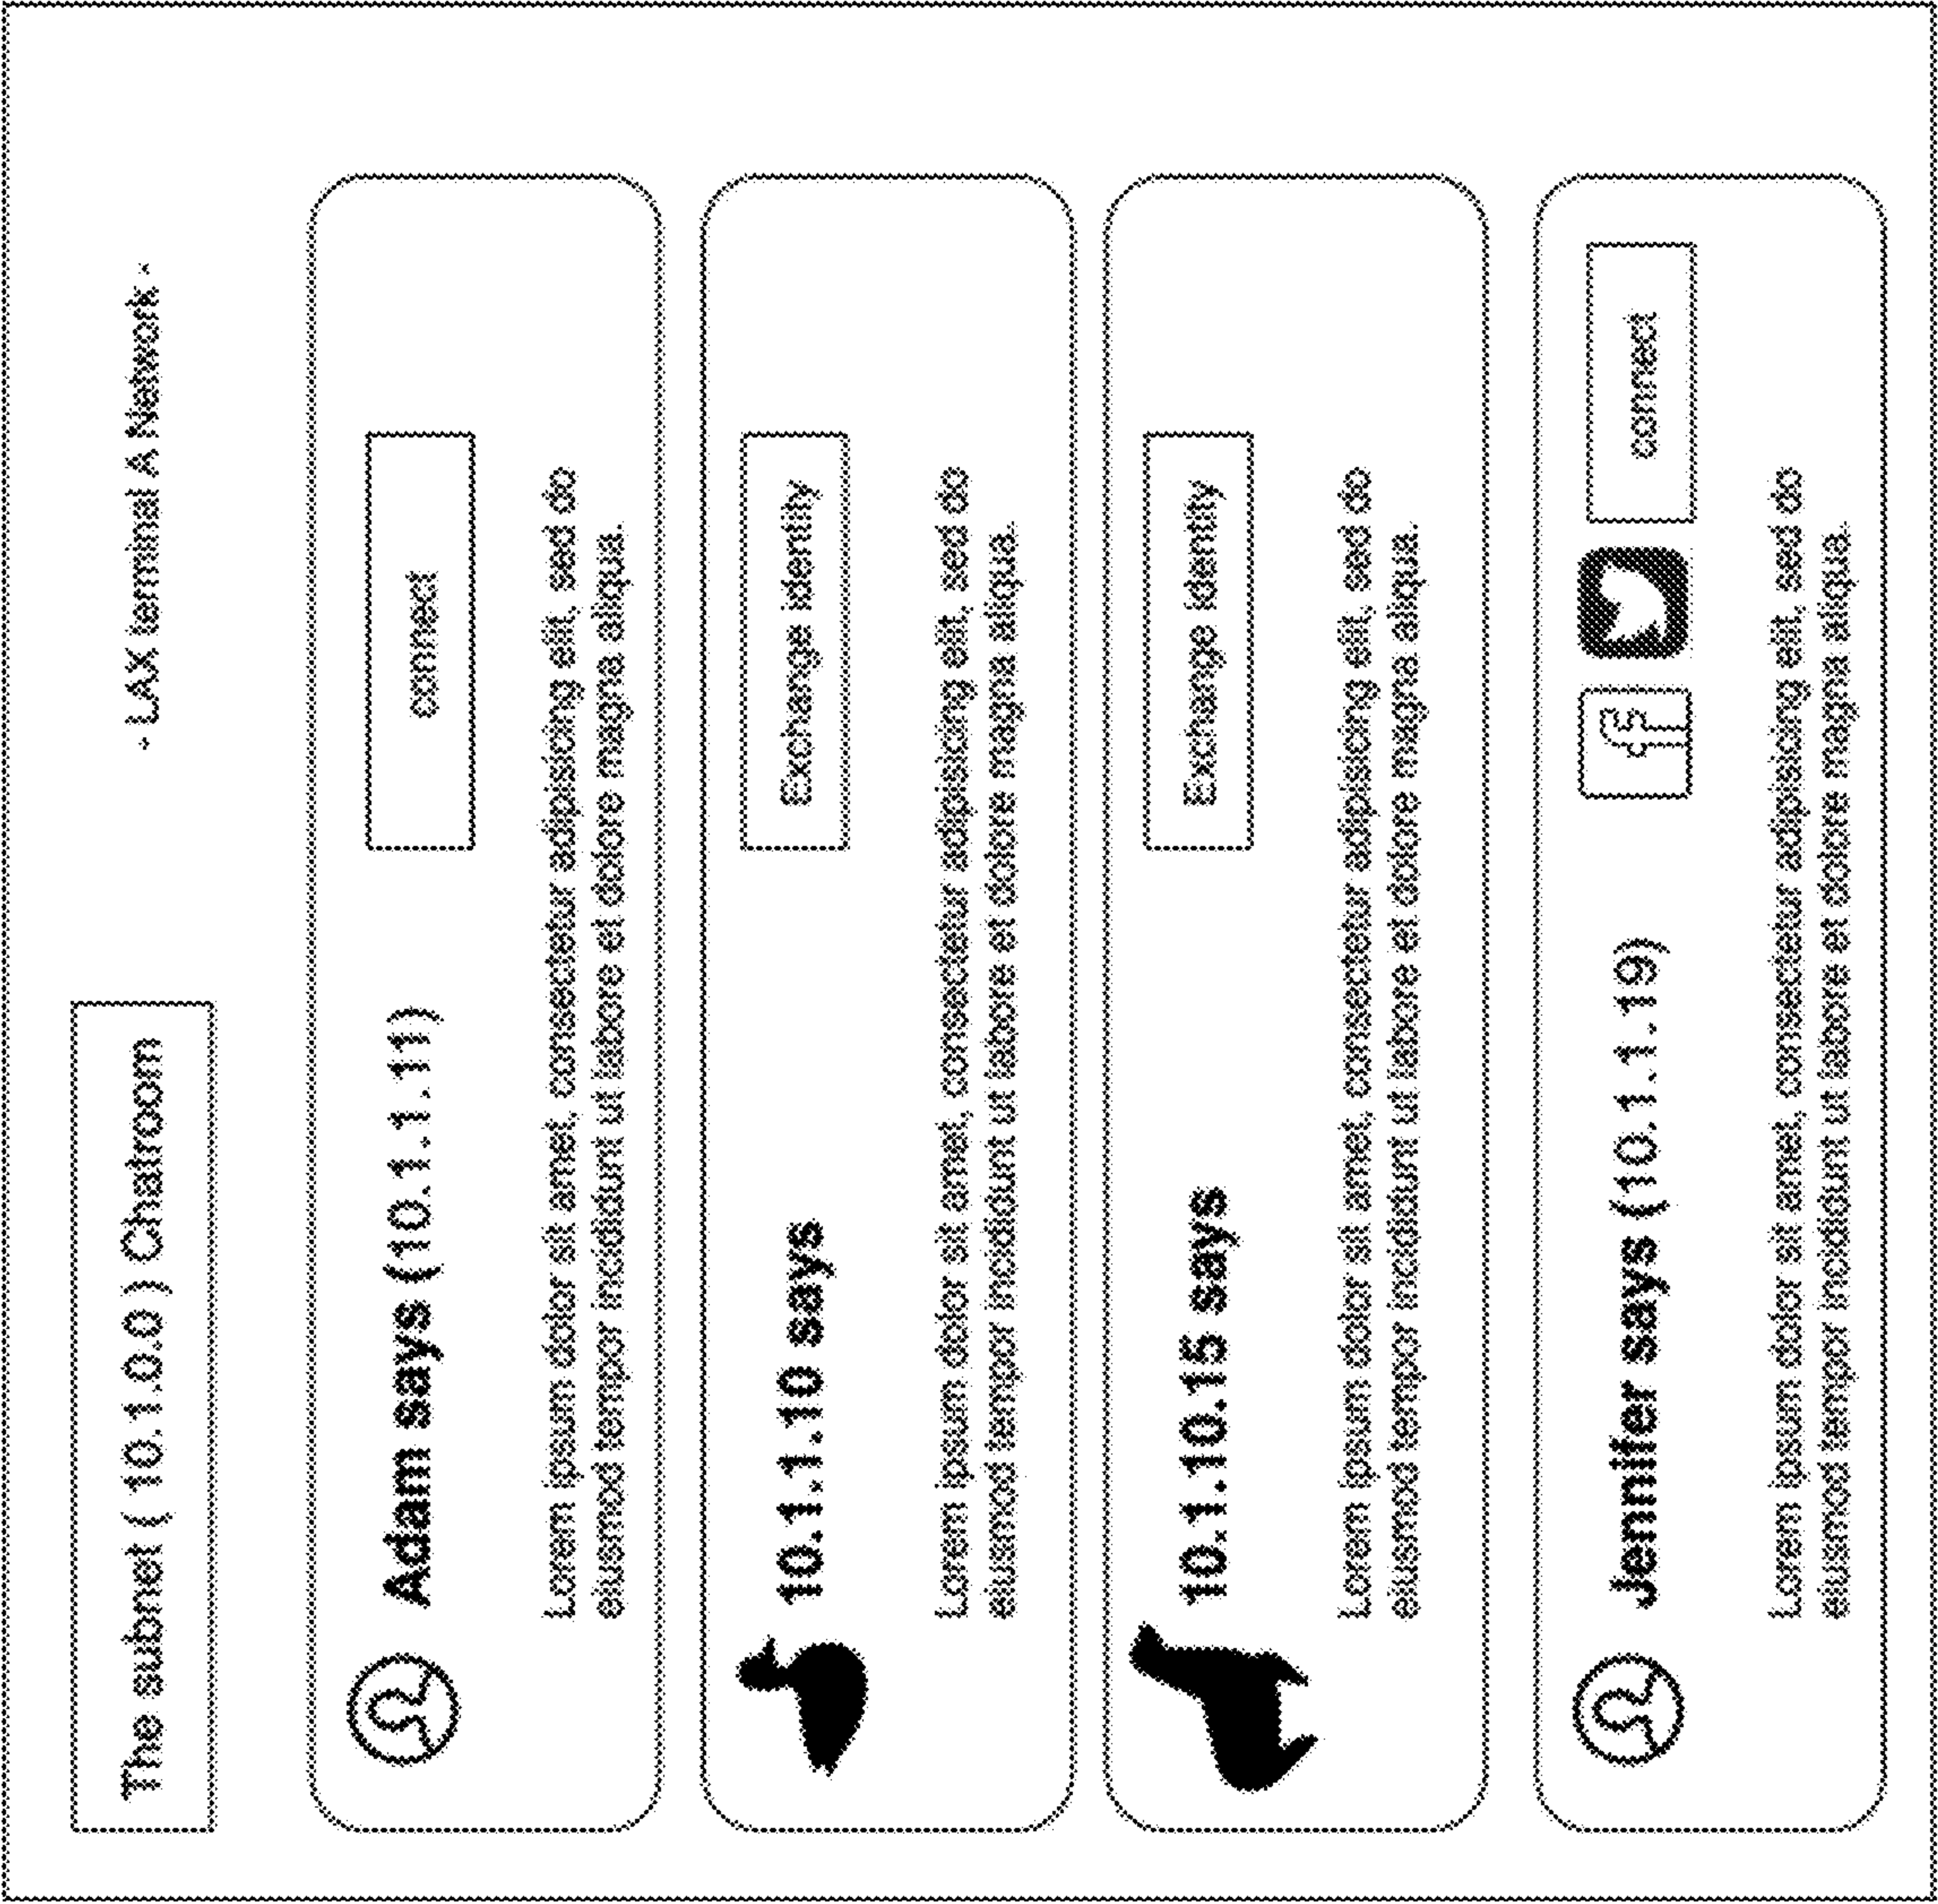 The subnet ( 10.1.0.0 ) Chatroom
- LAX terminal A Network -
Adam says (10.1.1.11)
connect
Lorem ipsum dolor sit amet, consectetur adipisicing elit, sed do
eiusmod tempor incididunt ut labore et dolore magna aliqua.
10.1.1.10 says
Exchange identity
Lorem ipsum dolor sit amet, consectetur adipisicing elit, sed do
eiusmod tempor incididunt ut labore et dolore magna aliqua.
10.1.10.15 says
Exchange identity
Lorem ipsum dolor sit amet, consectetur adipisicing elit, sed do
eiusmod tempor incididunt ut labore et dolore magna aliqua.
Jennifer says (10.1.1.19)
f
connect
Lorem ipsum dolor sit amet, consectetur adipisicing elit, sed do
eiusmod tempor incididunt ut labore et dolore magna aliqua.